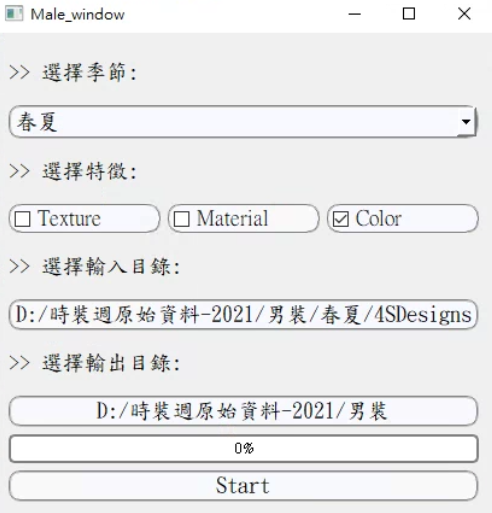 Male_window
>> 選擇季節:
春夏
>> 選擇特徵:
Texture Material Color
>> 選擇輸入目錄:
D:/時裝週原始資料-2021/男裝/春夏/4SDesigns
>> 選擇輸出目錄:
D:/時裝週原始資料-2021/男裝
0%
Start